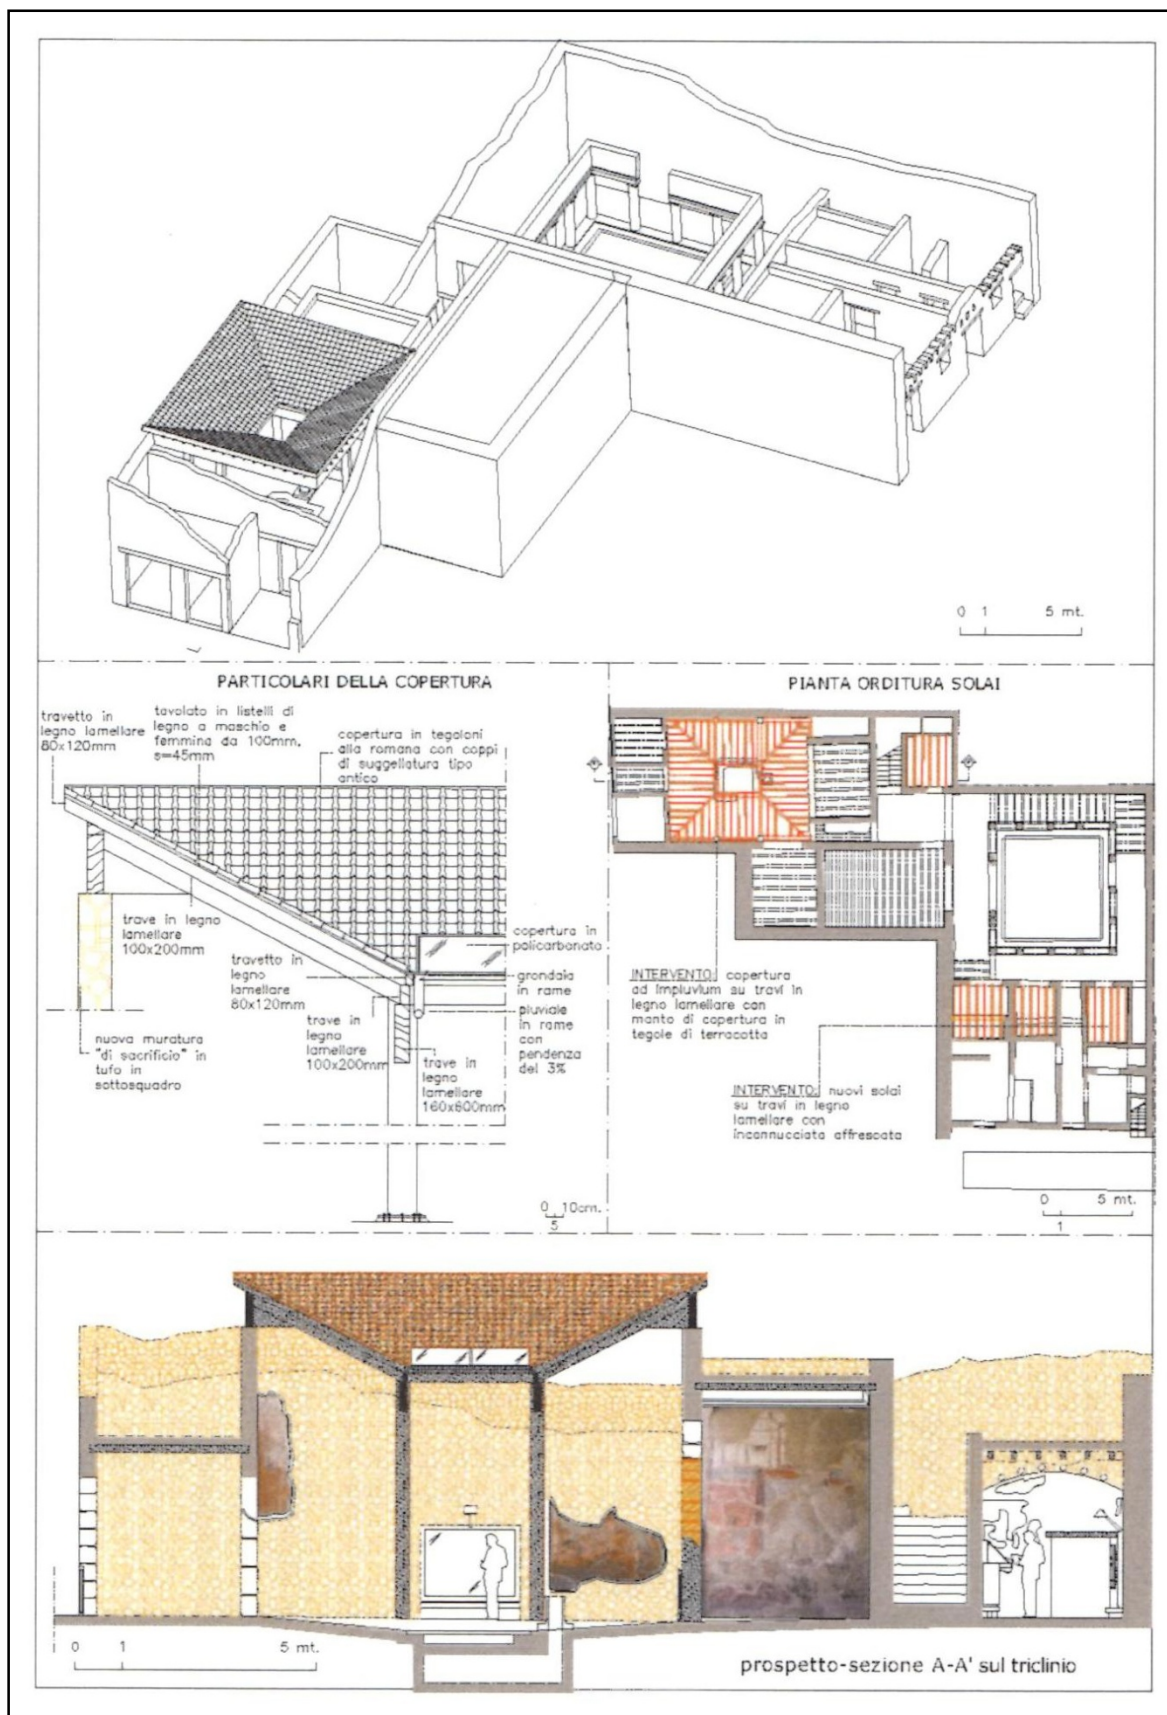 0 1 5 mt.
PARTICOLARI DELLA COPERTURA
travetto in
legno lamellare
80x120mm
tavolato in listelli di
legno a maschio e
femmina da 100mm.
s=45mm
copertura in tegoloni
alla romana con coppi
di suggellatura tipo
antico
trave in legno
lamellare
100x200mm
travetto in
legno
lamellare
80x120mm
copertura in
policarbonato
grondaia
in rame
pluviale
in rame
con
pendenza
del 3%
nuova muratura
"di sacrificio" in
tufo in
sottosquadro
trave in
legno
lamellare
100x200mm
trave in
legno
lamellare
160x600mm
0 10cm.
5
PIANTA ORDITURA SOLAI
INTERVENTO: copertura
ad impluvium su travi in
legno lamellare con
manto di copertura in
tegole di terracotta
INTERVENTO: nuovi solai
su travi in legno
lamellare con
incannucciata affrescata
0 5 mt.
1
0 1 5 mt.
prospetto-sezione A-A' sul triclinio